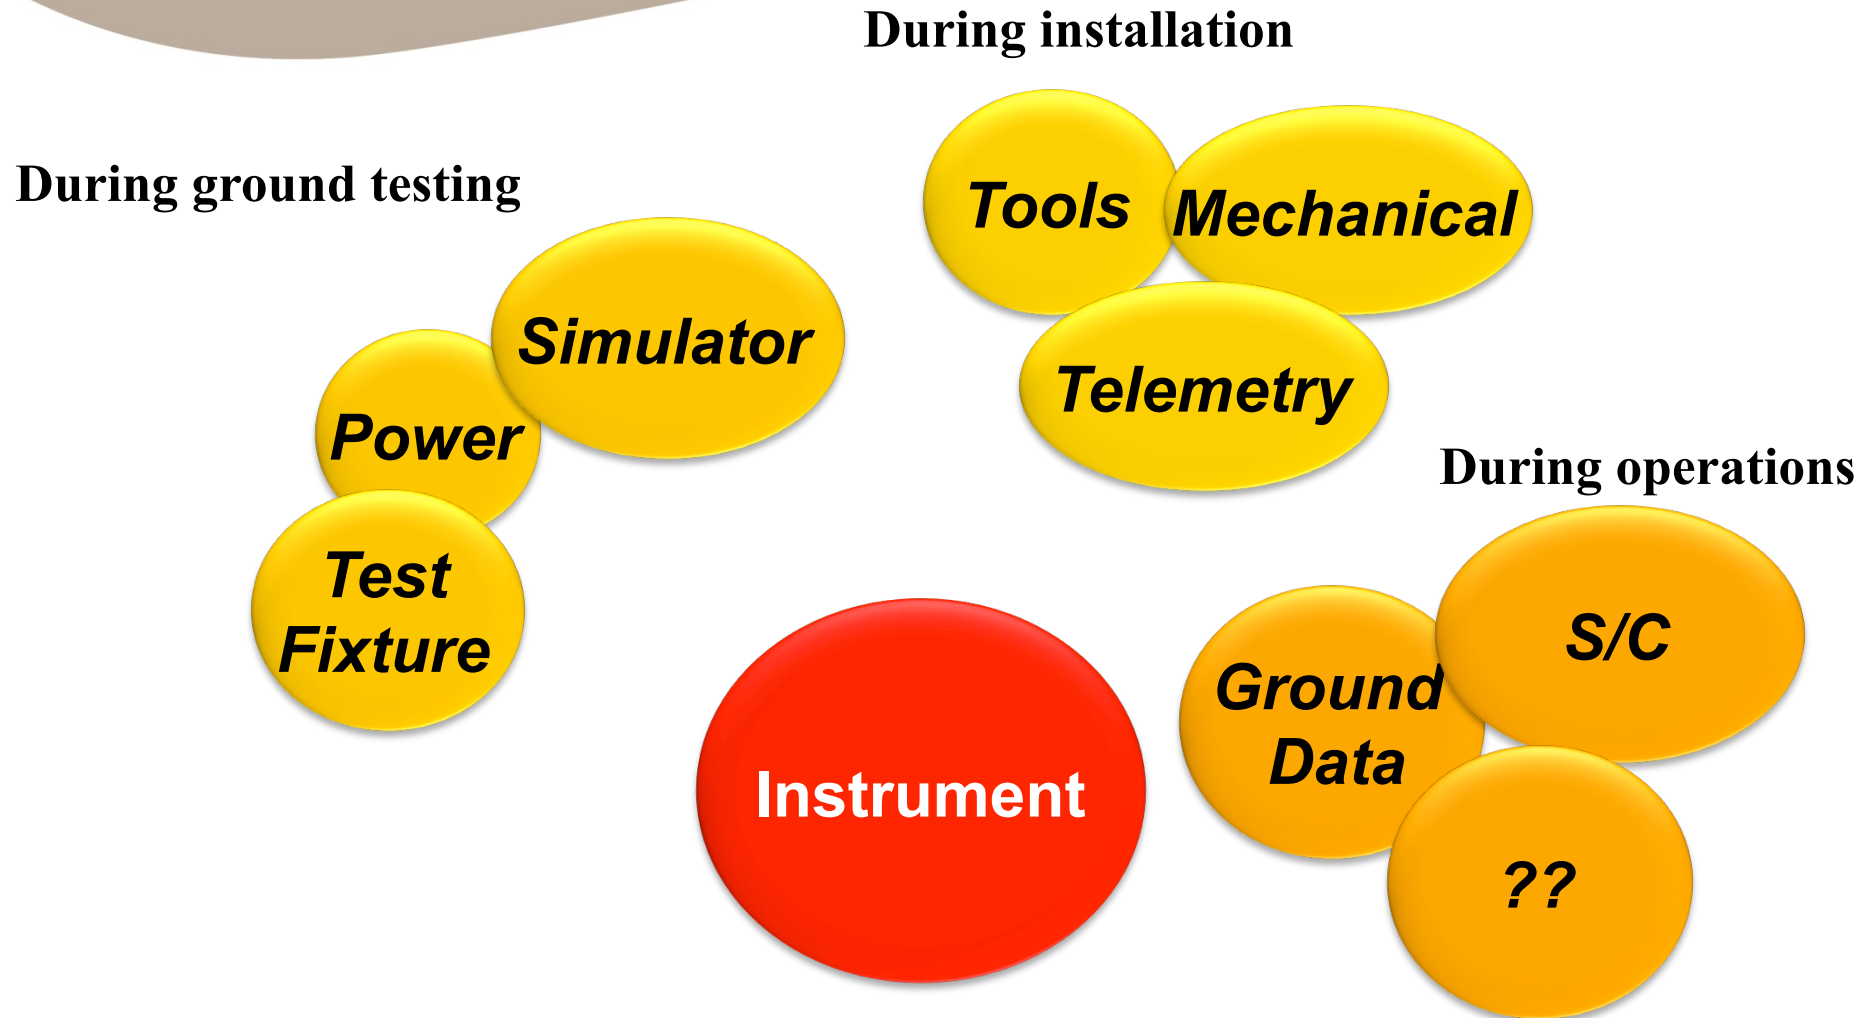 During installation
Tools
Mechanical
Telemetry
During ground testing
Simulator
Power
Test
Fixture
Instrument
During operations
S/C
Ground
Data
??